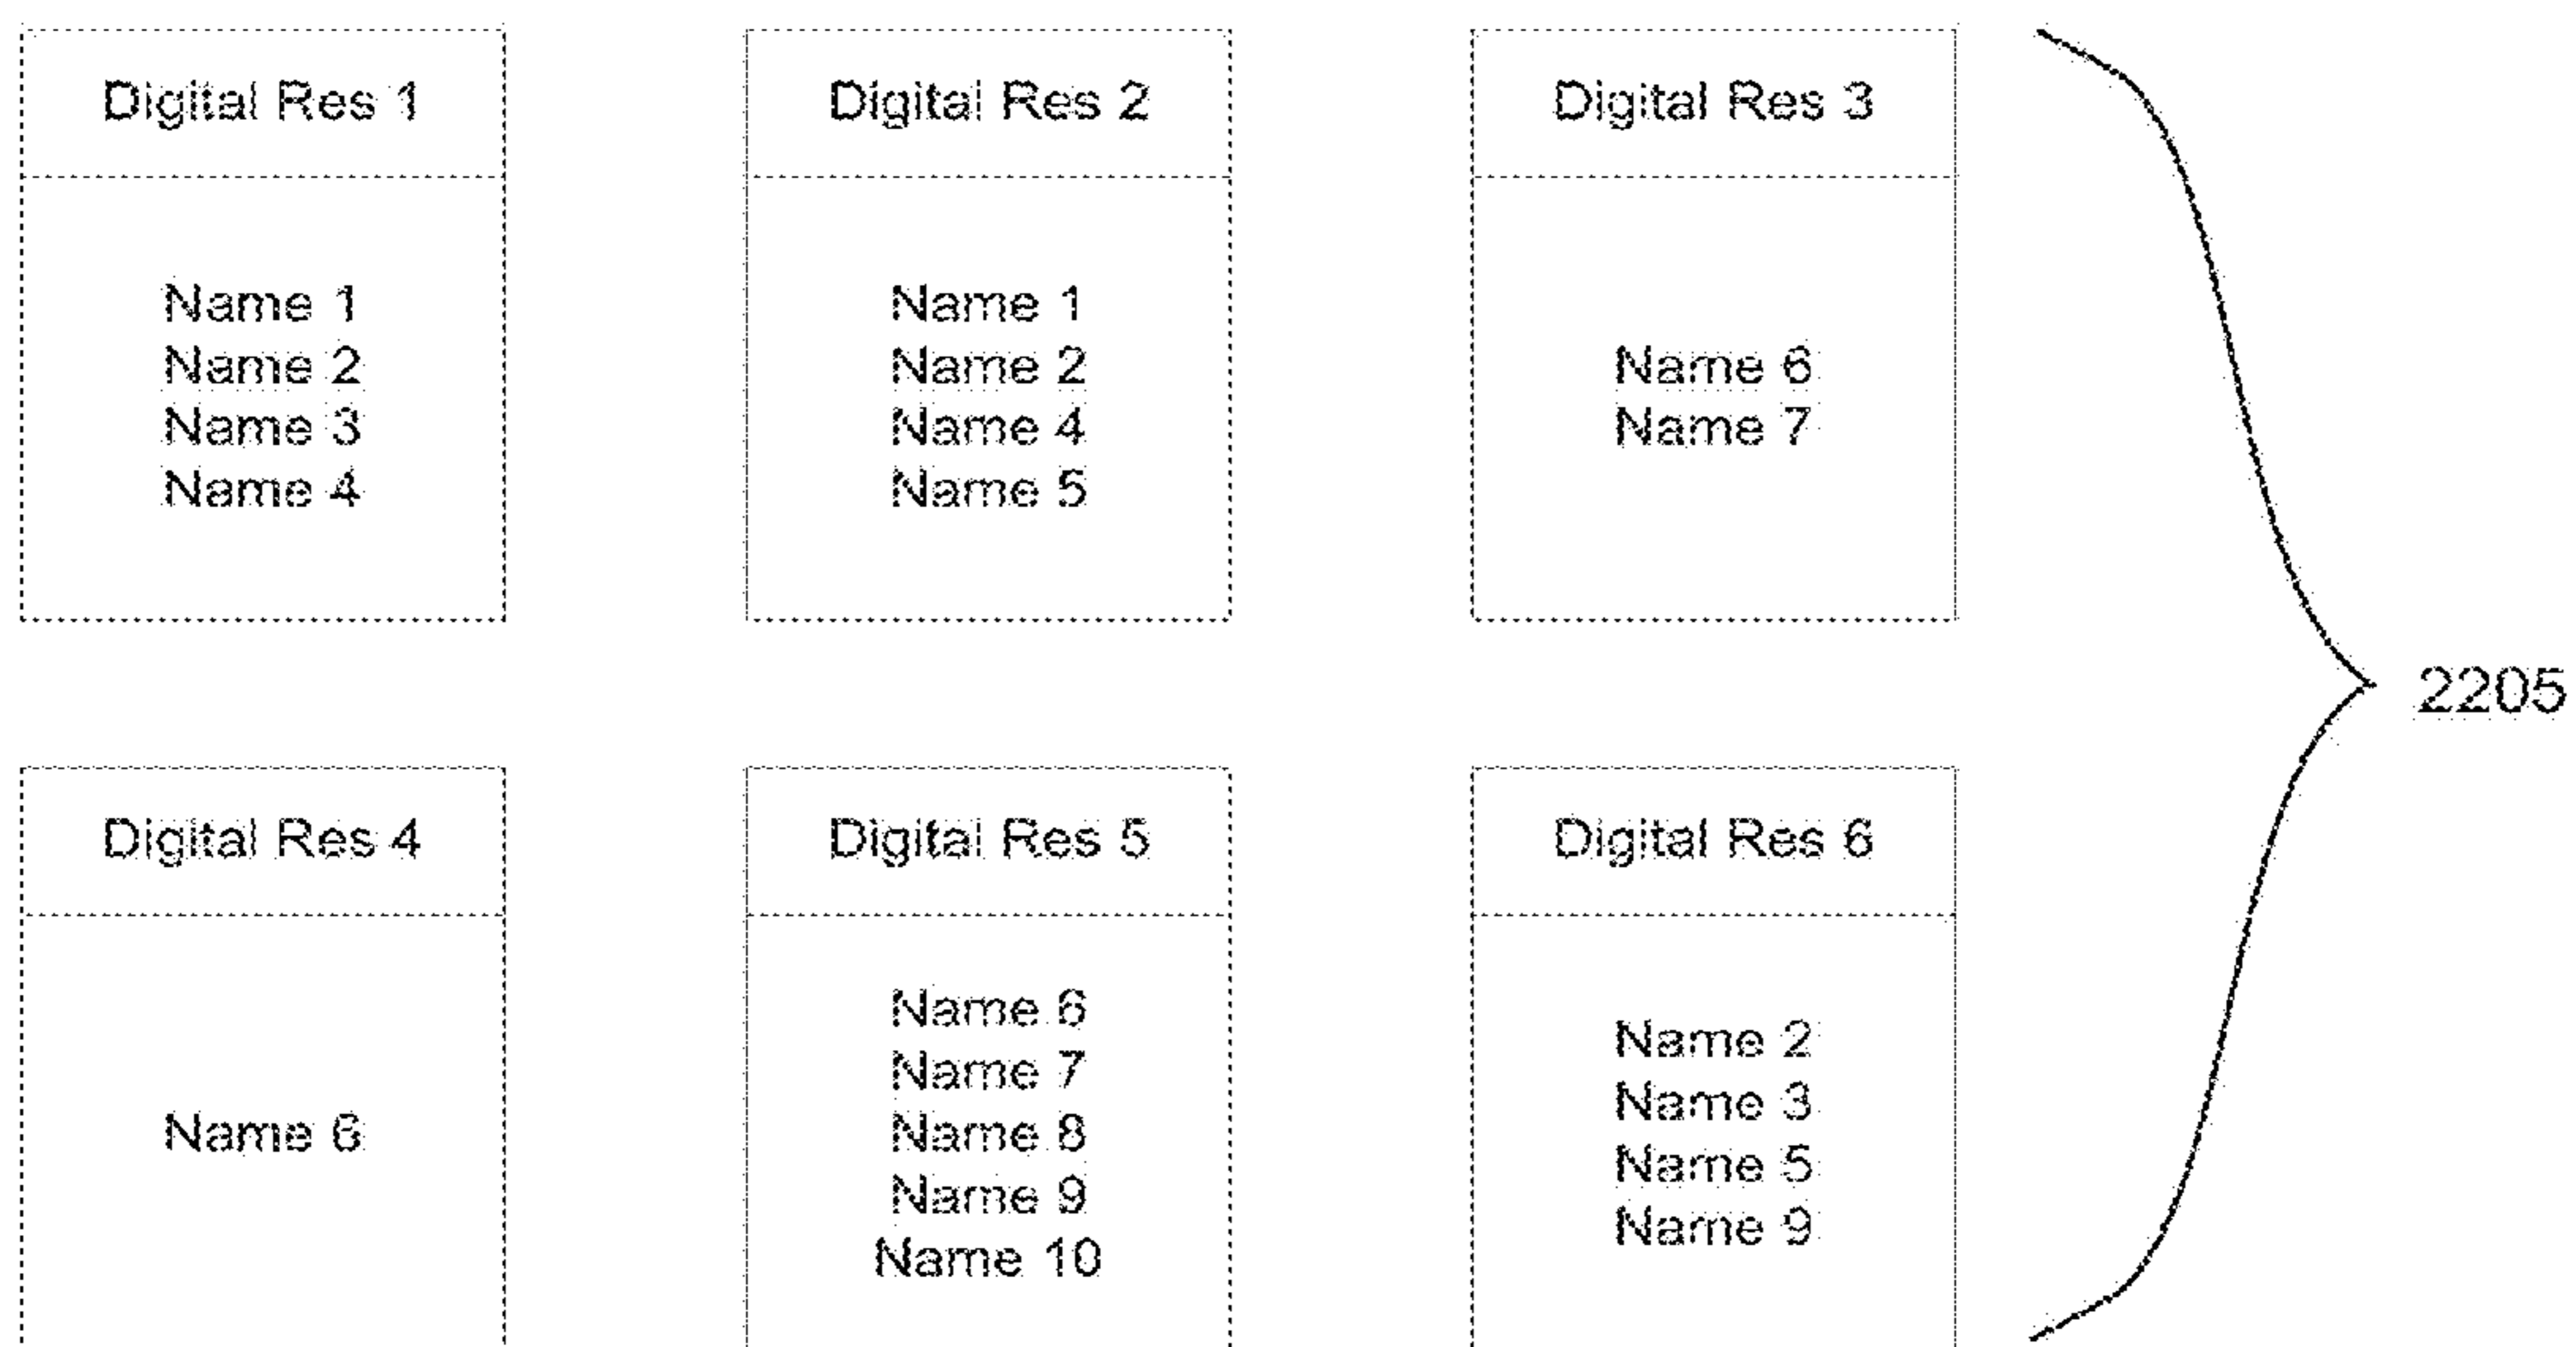 Digital Res 1
Name 1
Name 2
Name 3
Name 4
Digital Res 2
Name 1
Name 2
Name 4
Name 5
Digital Res 3
Name 6
Name 7
2205
Digital Res 4
Name 6
Digital Res 5
Name 6
Name 7
Name 8
Name 9
Name 10
Digital Res 6
Name 2
Name 3
Name 5
Name 9